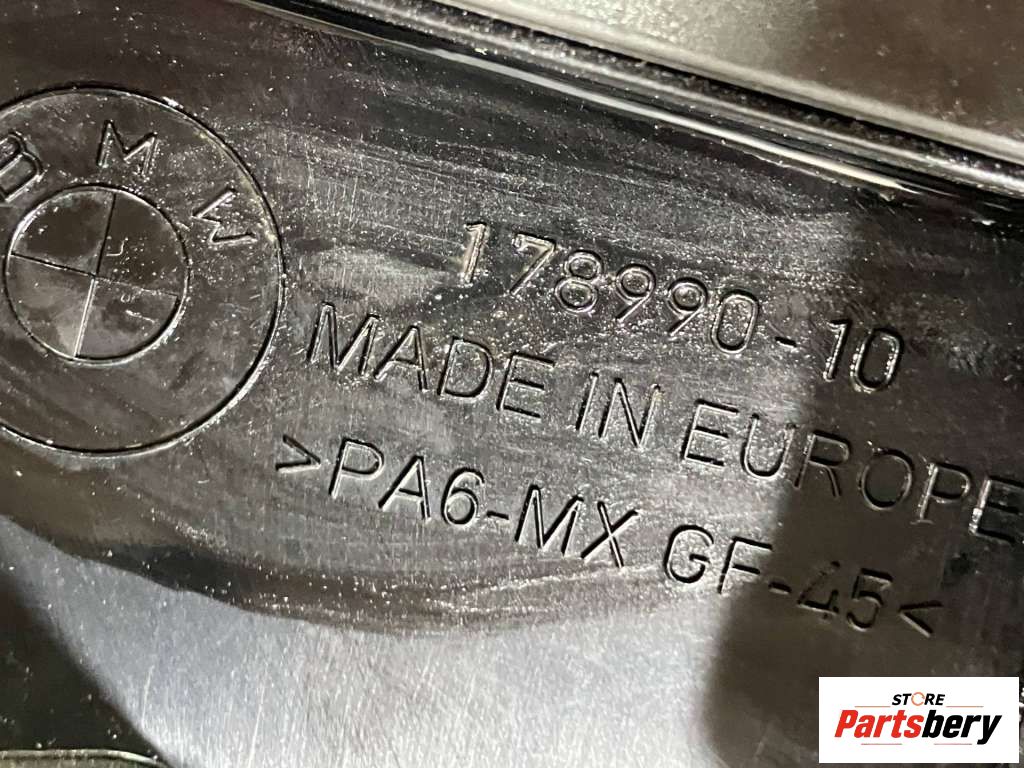 BMW
178990-10
MADE IN EUROPE
>PA6-MX GF-45<
STORE
Partsbery